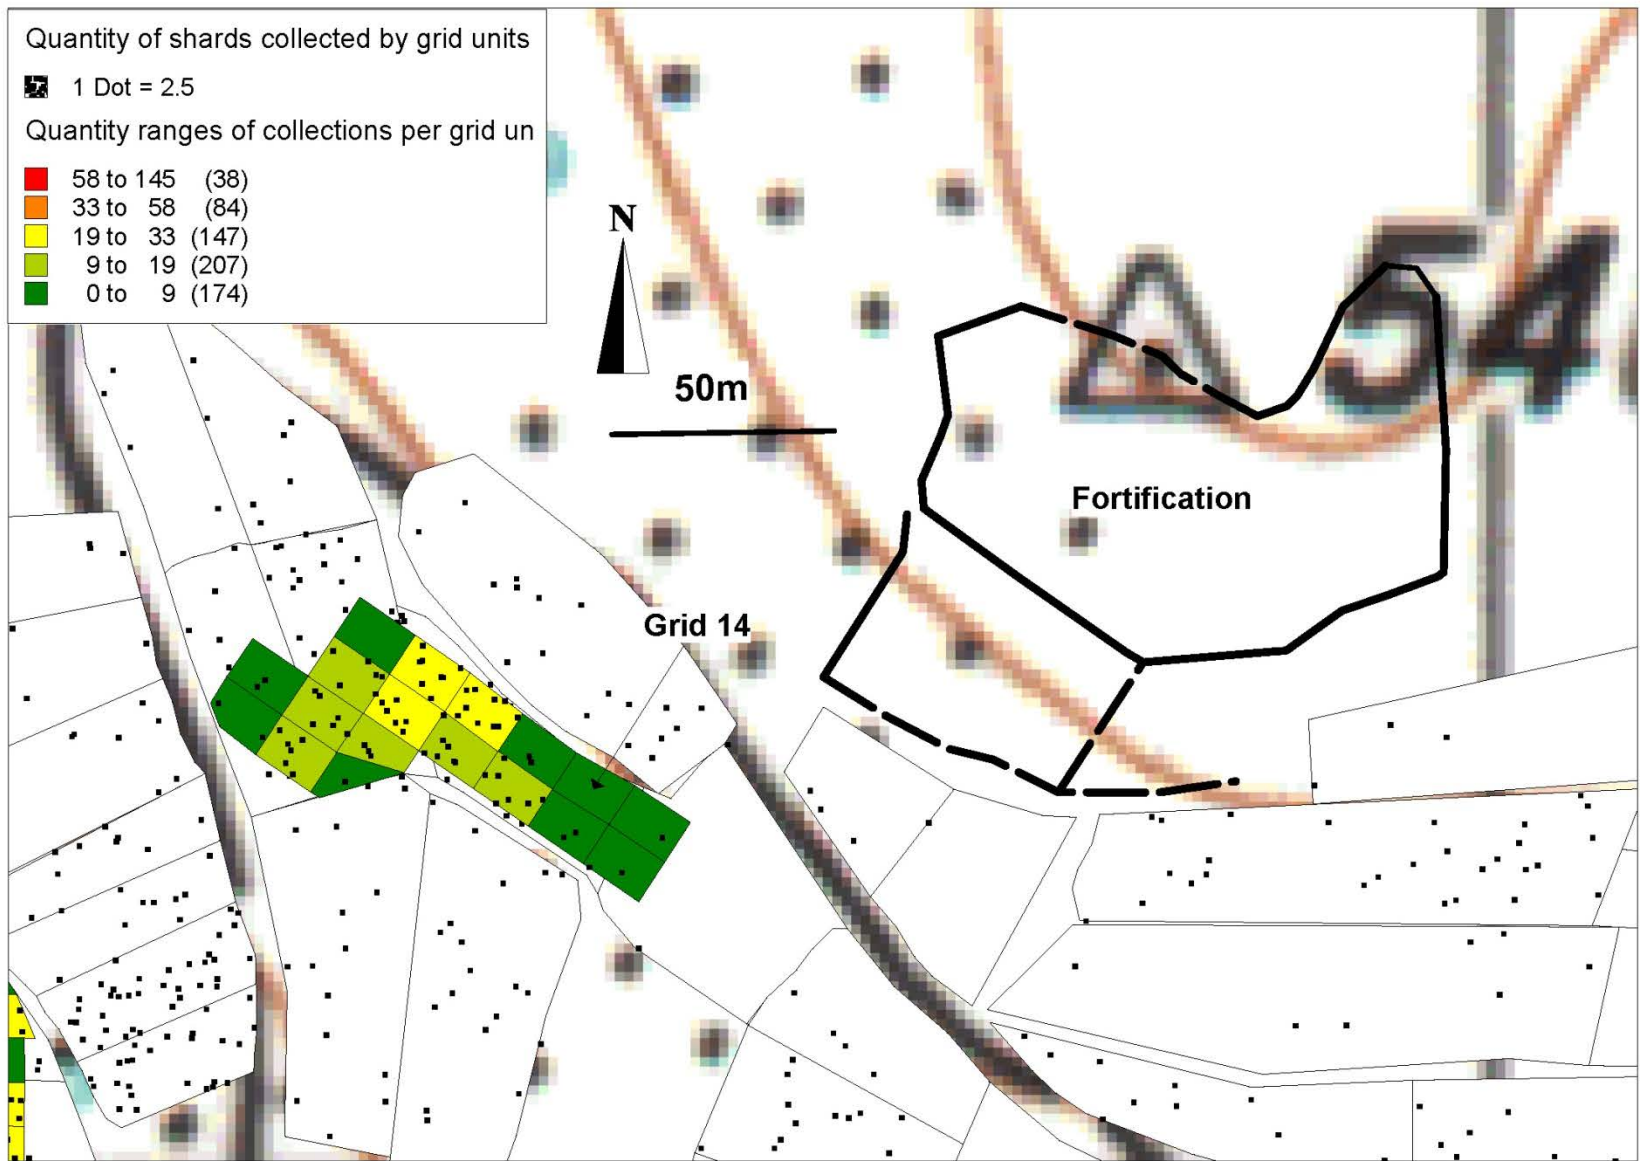 Quantity of shards collected by grid units
1 Dot = 2.5
Quantity ranges of collections per grid un
58 to 145 (38)
33 to 58 (84)
19 to 33 (147)
9 to 19 (207)
0 to 9 (174)
N
50m
54
Fortification
Grid 14